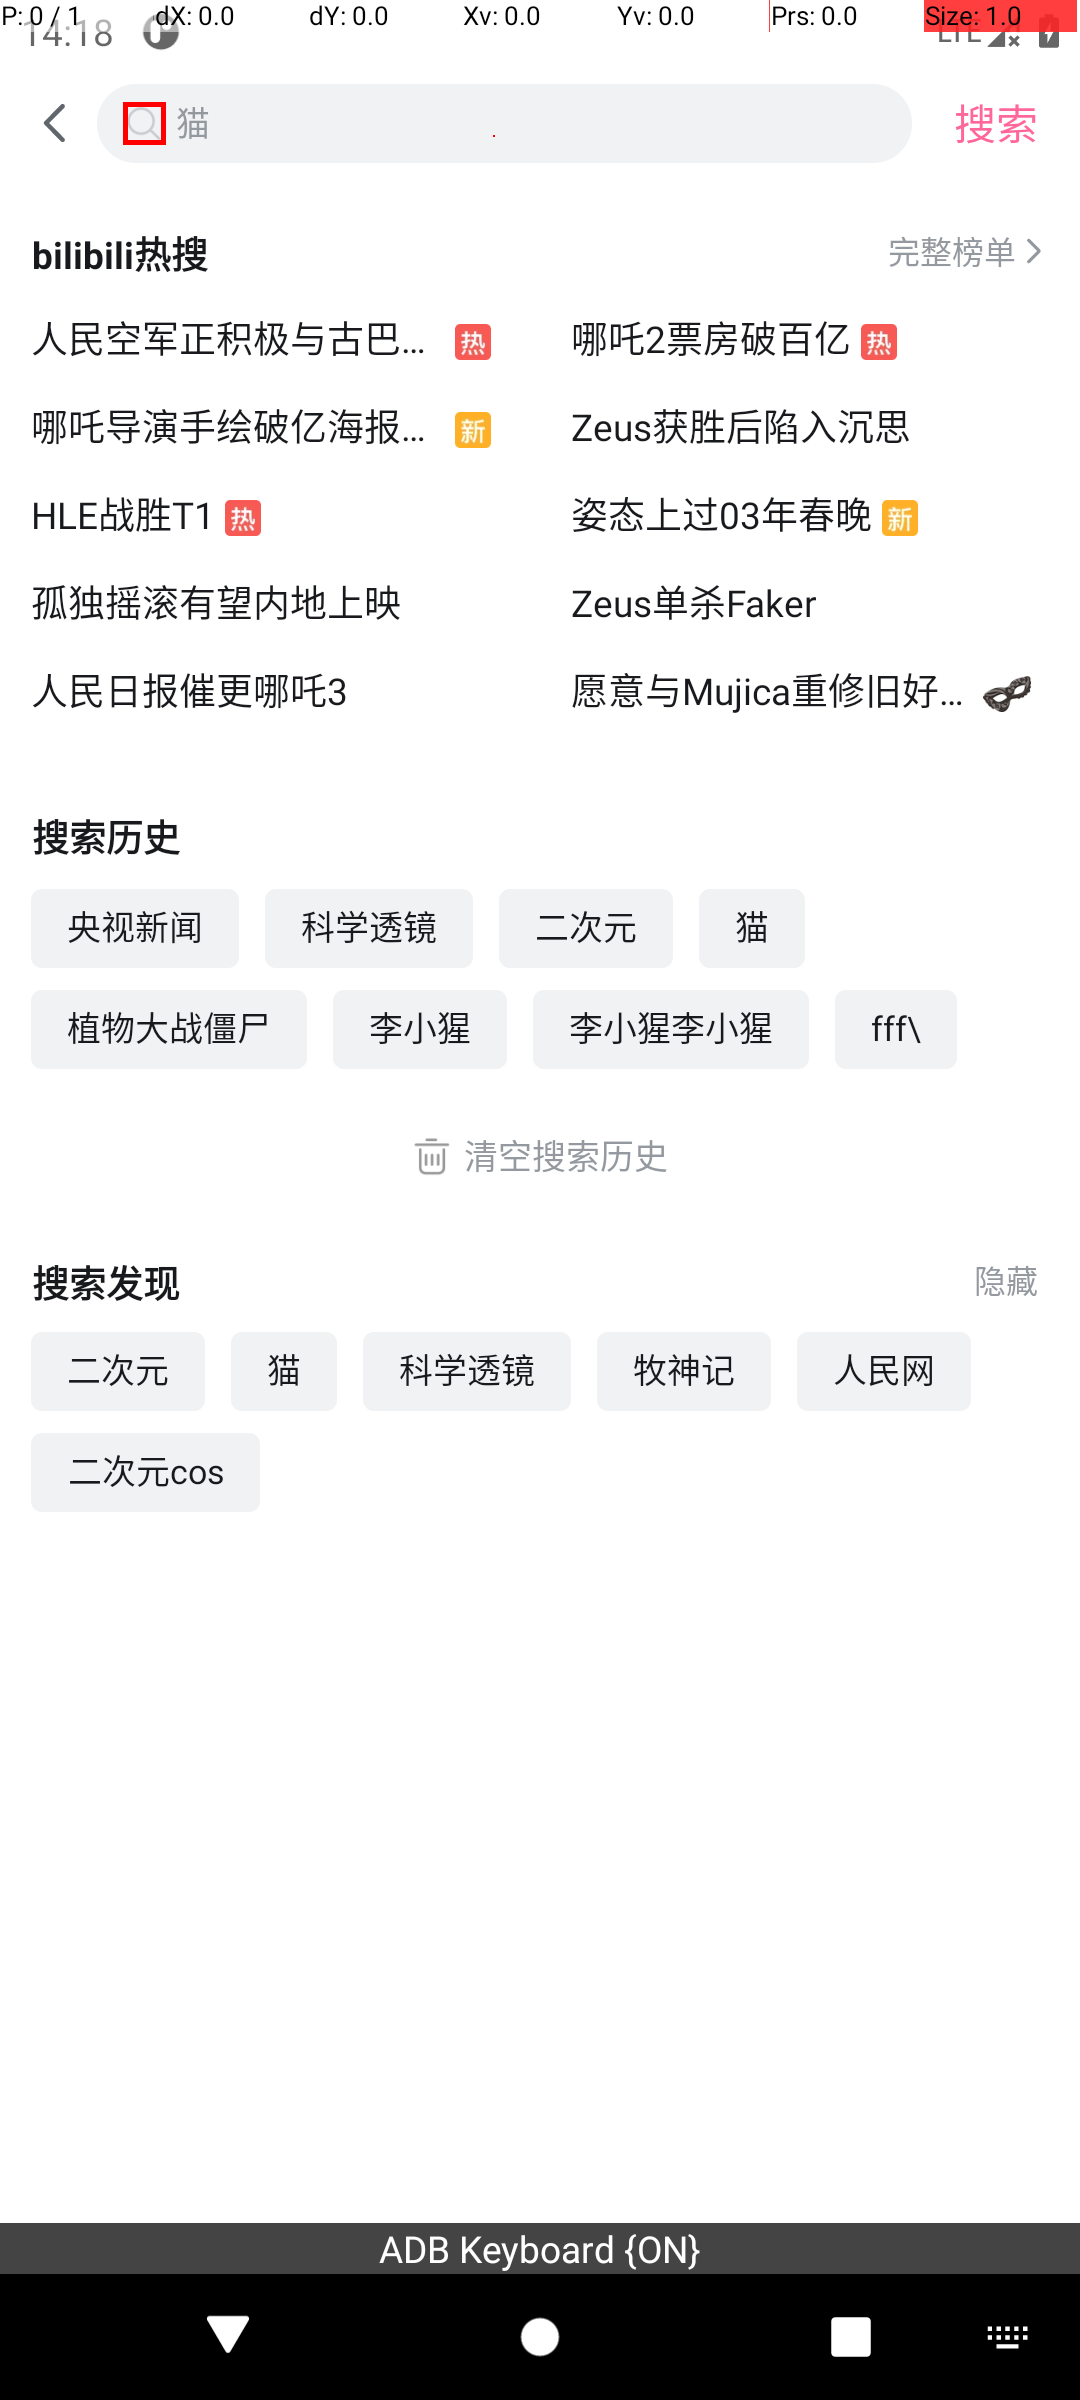 P: 0 / 1 dX: 0.0 dY: 0.0 Xv: 0.0 Yv: 0.0 Prs: 0.0 Size: 1.0
14:18 LTE
猫 搜索
bilibili热搜 完整榜单
人民空军正积极与古巴... 热 哪吒2票房破百亿 热
哪吒导演手绘破亿海报... 新 Zeus获胜后陷入沉思
HLE战胜T1 热 姿态上过03年春晚 新
孤独摇滚有望内地上映 Zeus单杀Faker
人民日报催更哪吒3 愿意与Mujica重修旧好...
搜索历史
央视新闻 科学透镜 二次元 猫
植物大战僵尸 李小猩 李小猩李小猩 fff\
清空搜索历史
搜索发现 隐藏
二次元 猫 科学透镜 牧神记 人民网
二次元cos
ADB Keyboard {ON}